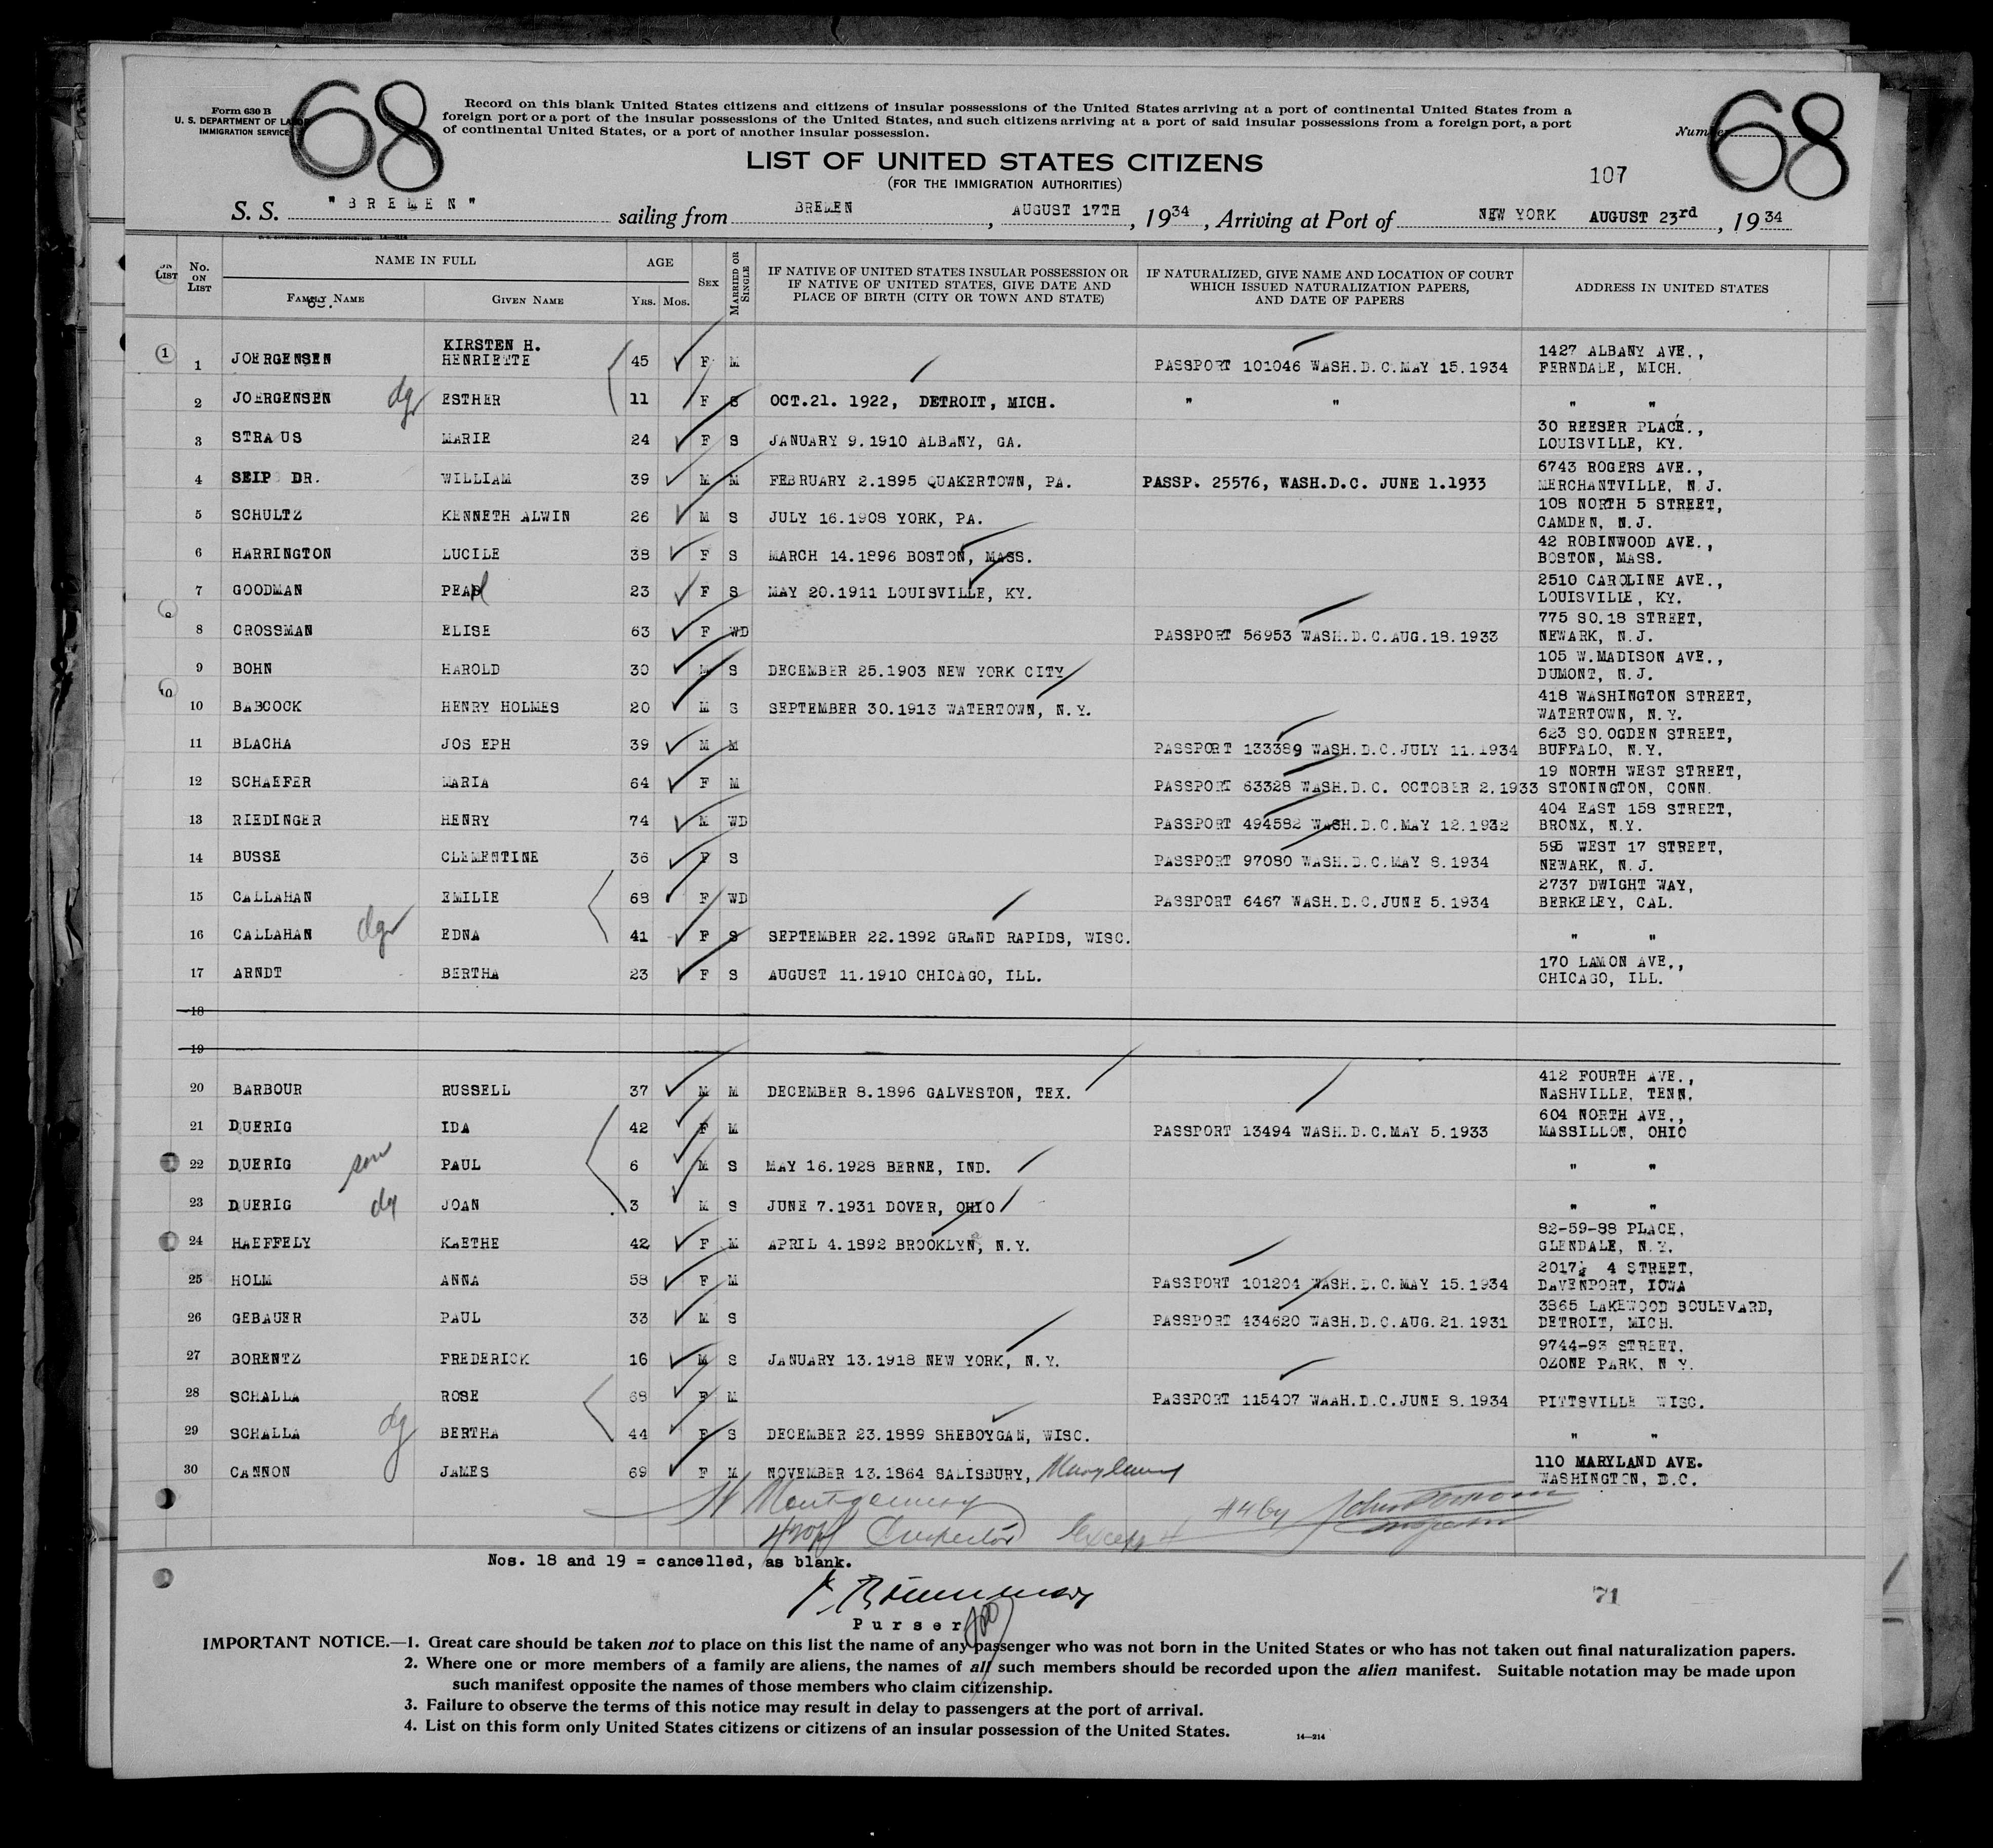 68
68
Form 630 B
U. S. DEPARTMENT OF LABOR
IMMIGRATION SERVICE
Record on this blank United States citizens and citizens of insular possessions of the United States arriving at a port of continental United States from a
foreign port or a port of the insular possessions of the United States, and such citizens arriving at a port of said insular possessions from a foreign port, a port
of continental United States, or a port of another insular possession.
Number
LIST OF UNITED STATES CITIZENS
(FOR THE IMMIGRATION AUTHORITIES)
107
S. S. "BREMEN" sailing from BREMEN, AUGUST 17TH, 1934, Arriving at Port of NEW YORK AUGUST 23rd, 1934
LIST No. ON LIST NAME IN FULL FAMILY NAME GIVEN NAME AGE YRS. MOS. SEX MARRIED OR SINGLE IF NATIVE OF UNITED STATES INSULAR POSSESSION OR IF NATIVE OF UNITED STATES, GIVE DATE AND PLACE OF BIRTH (CITY OR TOWN AND STATE) IF NATURALIZED, GIVE NAME AND LOCATION OF COURT WHICH ISSUED NATURALIZATION PAPERS, AND DATE OF PAPERS ADDRESS IN UNITED STATES
1 1 JOERGENSEN KIRSTEN H. HENRIETTE 45 F M PASSPORT 101046 WASH.D.C.MAY 15.1934 1427 ALBANY AVE., FERNDALE, MICH.
2 JOERGENSEN dgr ESTHER 11 F S OCT.21. 1922, DETROIT, MICH. " " " "
3 STRAUS MARIE 24 F S JANUARY 9.1910 ALBANY, GA. 30 REESER PLACE., LOUISVILLE, KY.
4 SEIP DR. WILLIAM 39 M M FEBRUARY 2.1895 QUAKERTOWN, PA. PASSP. 25576, WASH.D.C. JUNE 1.1933 6743 ROGERS AVE., MERCHANTVILLE, N.J.
5 SCHULTZ KENNETH ALWIN 26 M S JULY 16.1908 YORK, PA. 108 NORTH 5 STREET, CAMDEN, N.J.
6 HARRINGTON LUCILE 38 F S MARCH 14.1896 BOSTON, MASS. 42 ROBINWOOD AVE., BOSTON, MASS.
7 GOODMAN PEARL 23 F S MAY 20.1911 LOUISVILLE, KY. 2510 CAROLINE AVE., LOUISVILLE, KY.
8 CROSSMAN ELISE 63 F WD PASSPORT 56953 WASH.D.C.AUG.18.1933 775 SO.18 STREET, NEWARK, N.J.
9 BOHN HAROLD 30 M S DECEMBER 25.1903 NEW YORK CITY 105 W.MADISON AVE., DUMONT, N.J.
10 BABCOCK HENRY HOLMES 20 M S SEPTEMBER 30.1913 WATERTOWN, N.Y. 418 WASHINGTON STREET, WATERTOWN, N.Y.
11 BLACHA JOS EPH 39 M M PASSPORT 133389 WASH.D.C.JULY 11.1934 623 SO.OGDEN STREET, BUFFALO, N.Y.
12 SCHAEFER MARIA 64 F M PASSPORT 63328 WASH.D.C. OCTOBER 2.1933 19 NORTH WEST STREET, STONINGTON, CONN.
13 RIEDINGER HENRY 74 M WD PASSPORT 494582 WASH.D.C.MAY 12.1932 404 EAST 158 STREET, BRONX, N.Y.
14 BUSSE CLEMENTINE 36 F S PASSPORT 97080 WASH.D.C.MAY 8.1934 595 WEST 17 STREET, NEWARK, N.J.
15 CALLAHAN EMILIE 68 F WD PASSPORT 6467 WASH.D.C.JUNE 5.1934 2737 DWIGHT WAY, BERKELEY, CAL.
16 CALLAHAN dgr EDNA 41 F S SEPTEMBER 22.1892 GRAND RAPIDS, WISC. " "
17 ARNDT BERTHA 23 F S AUGUST 11.1910 CHICAGO, ILL. 170 LAMON AVE., CHICAGO, ILL.
18
19
20 BARBOUR RUSSELL 37 M M DECEMBER 8.1896 GALVESTON, TEX. 412 FOURTH AVE., NASHVILLE, TENN.
21 DUERIG IDA 42 F M PASSPORT 13494 WASH.D.C.MAY 5.1933 604 NORTH AVE., MASSILLON, OHIO
22 DUERIG son PAUL 6 M S MAY 16.1928 BERNE, IND. " "
23 DUERIG dg JOAN 3 M S JUNE 7.1931 DOVER, OHIO " "
24 HAEFFELY KAETHE 42 F M APRIL 4.1892 BROOKLYN, N.Y. 82-59-88 PLACE, GLENDALE, N.Y.
25 HOLM ANNA 58 F M PASSPORT 101204 WASH.D.C.MAY 15.1934 2017½ 4 STREET, DAVENPORT, IOWA
26 GEBAUER PAUL 33 M S PASSPORT 434620 WASH.D.C.AUG.21.1931 3865 LAKEWOOD BOULEVARD, DETROIT, MICH.
27 BORENTZ FREDERICK 16 M S JANUARY 13.1918 NEW YORK, N.Y. 9744-93 STREET, OZONE PARK, N Y.
28 SCHALLA ROSE 68 F M PASSPORT 115407 WAAH.D.C.JUNE 8.1934 PITTSVILLE WISC.
29 SCHALLA dg BERTHA 44 F S DECEMBER 23.1889 SHEBOYGAN, WISC. " "
30 CANNON JAMES 69 F M NOVEMBER 13.1864 SALISBURY, Maryland 110 MARYLAND AVE. WASHINGTON, D.C.
Montgomery
Inspector Except 4 #4 by
Inspector
Nos. 18 and 19 = cancelled, as blank.
Purser
71
IMPORTANT NOTICE.—1. Great care should be taken not to place on this list the name of any passenger who was not born in the United States or who has not taken out final naturalization papers.
2. Where one or more members of a family are aliens, the names of all such members should be recorded upon the alien manifest. Suitable notation may be made upon
such manifest opposite the names of those members who claim citizenship.
3. Failure to observe the terms of this notice may result in delay to passengers at the port of arrival.
4. List on this form only United States citizens or citizens of an insular possession of the United States.
14—214